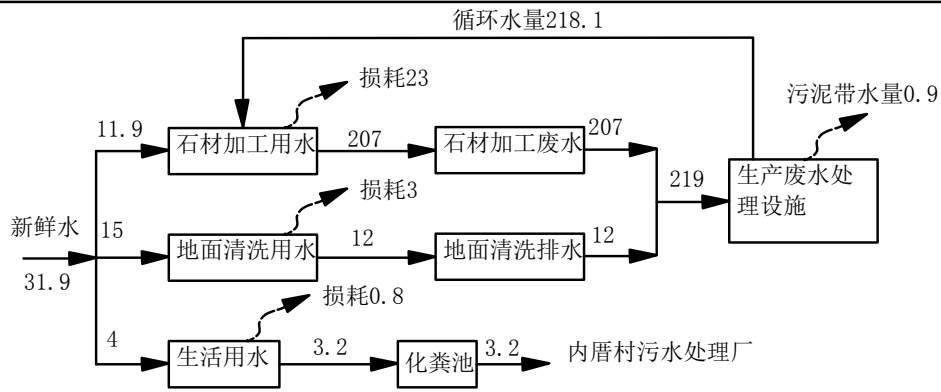 循环水量218.1
损耗23
污泥带水量0.9
11.9
石材加工用水
207
石材加工废水
207
生产废水处
理设施
219
损耗3
新鲜水
31.9
15
地面清洗用水
12
地面清洗排水
12
损耗0.8
4
生活用水
3.2
化粪池
3.2
内厝村污水处理厂